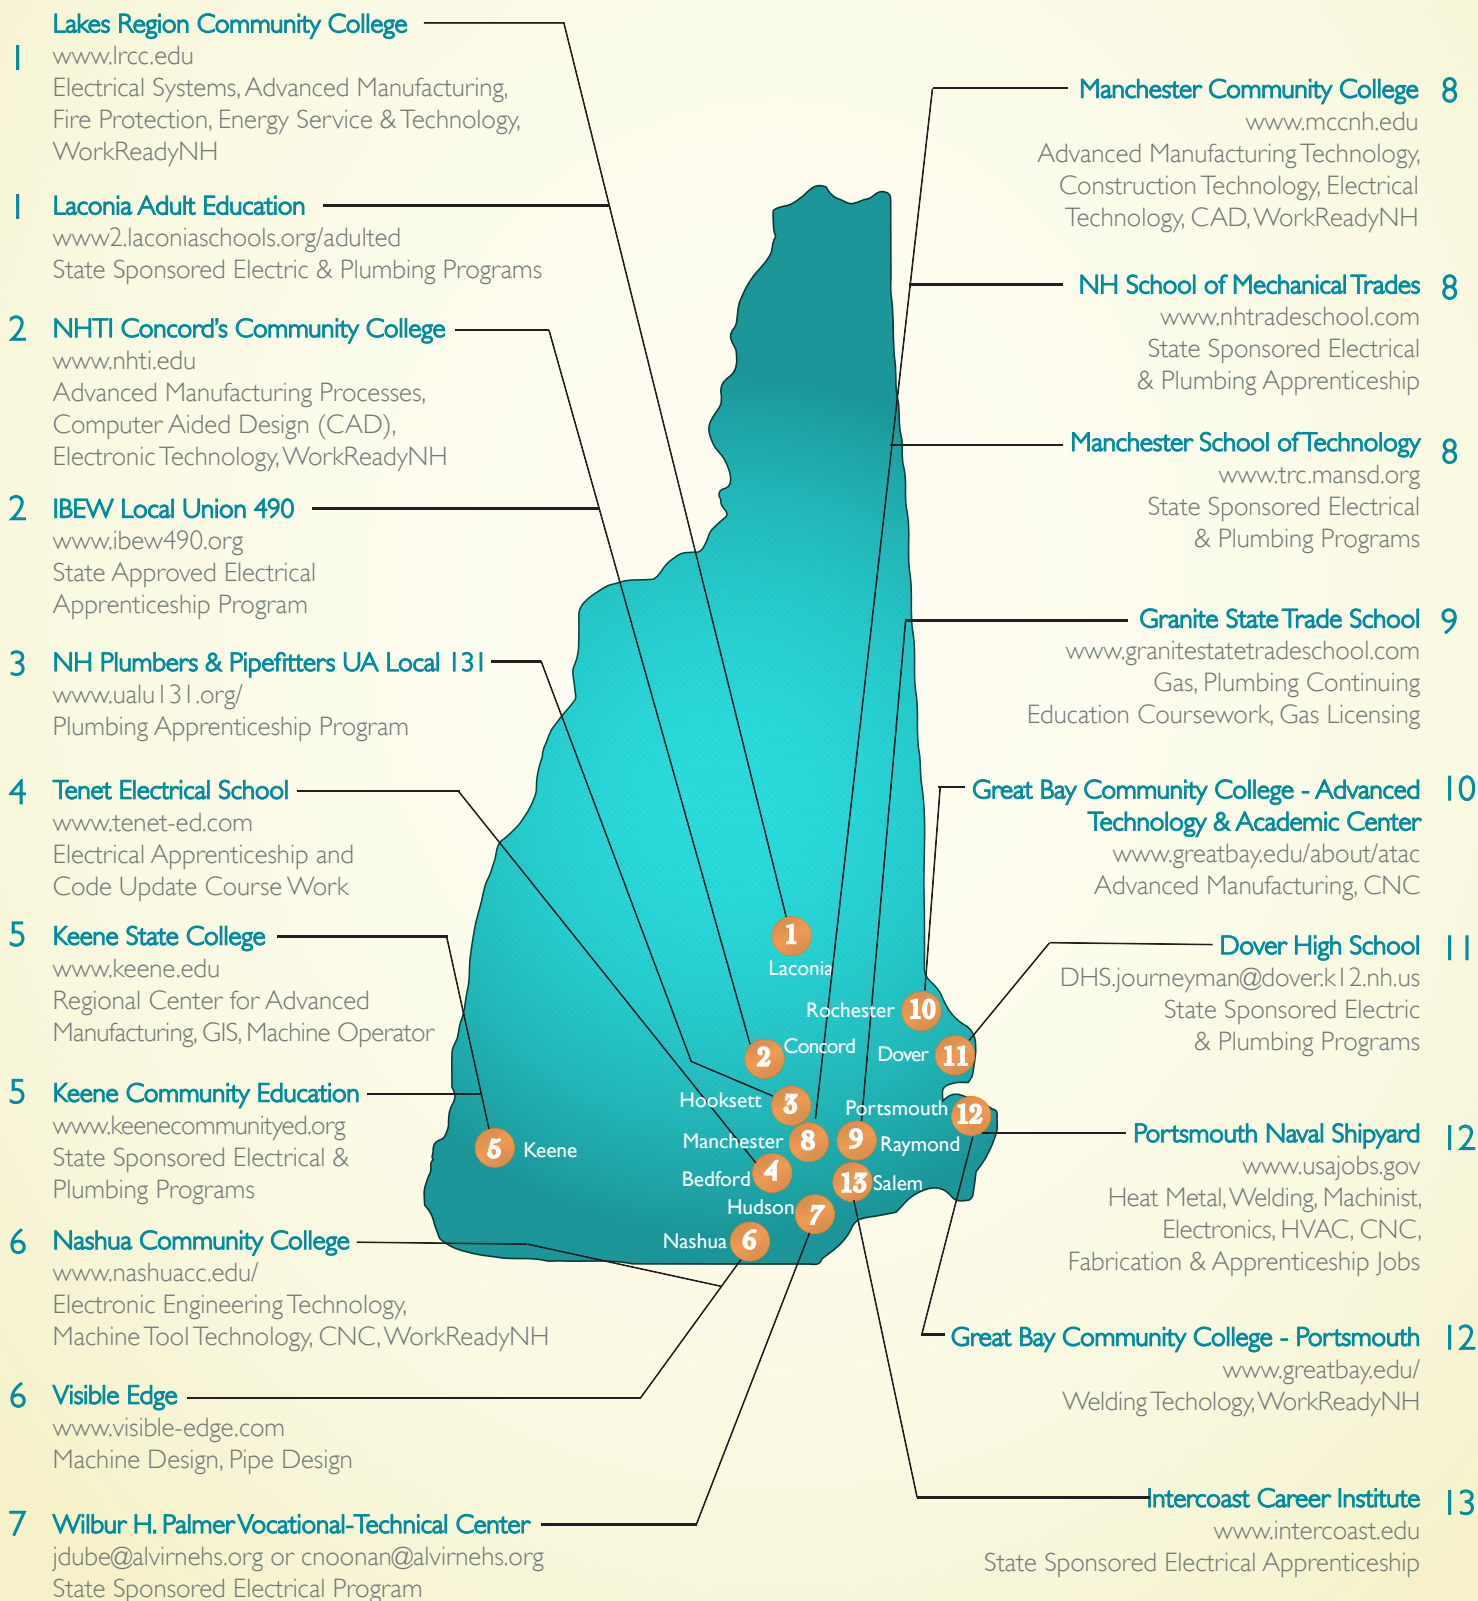 Lakes Region Community College
1
www.lrcc.edu
Electrical Systems, Advanced Manufacturing,
Fire Protection, Energy Service & Technology,
WorkReadyNH
1 Laconia Adult Education
www2.laconiaschools.org/adulted
State Sponsored Electric & Plumbing Programs
2 NHTI Concord's Community College
www.nhti.edu
Advanced Manufacturing Processes,
Computer Aided Design (CAD),
Electronic Technology, WorkReadyNH
2 IBEW Local Union 490
www.ibew490.org
State Approved Electrical
Apprenticeship Program
3 NH Plumbers & Pipefitters UA Local 131
www.ualu131.org/
Plumbing Apprenticeship Program
4 Tenet Electrical School
www.tenet-ed.com
Electrical Apprenticeship and
Code Update Course Work
5 Keene State College
www.keene.edu
Regional Center for Advanced
Manufacturing, GIS, Machine Operator
5 Keene Community Education
www.keenecommunityed.org
State Sponsored Electrical &
Plumbing Programs
6 Nashua Community College
www.nashuacc.edu/
Electronic Engineering Technology,
Machine Tool Technology, CNC, WorkReadyNH
6 Visible Edge
www.visible-edge.com
Machine Design, Pipe Design
7 Wilbur H. Palmer Vocational-Technical Center
jdube@alvirnehs.org or cnoonan@alvirnehs.org
State Sponsored Electrical Program
1
Laconia
Rochester 10
2 Concord
Dover 11
Hooksett 3
Portsmouth 12
Manchester 8
9 Raymond
5 Keene
Bedford 4
13 Salem
Hudson 7
Nashua 6
Manchester Community College 8
www.mccnh.edu
Advanced Manufacturing Technology,
Construction Technology, Electrical
Technology, CAD, WorkReadyNH
NH School of Mechanical Trades 8
www.nhtradeschool.com
State Sponsored Electrical
& Plumbing Apprenticeship
Manchester School of Technology 8
www.trc.mansd.org
State Sponsored Electrical
& Plumbing Programs
Granite State Trade School 9
www.granitestatetradeschool.com
Gas, Plumbing Continuing
Education Coursework, Gas Licensing
Great Bay Community College - Advanced 10
Technology & Academic Center
www.greatbay.edu/about/atac
Advanced Manufacturing, CNC
Dover High School 11
DHS.journeyman@dover.k12.nh.us
State Sponsored Electric
& Plumbing Programs
Portsmouth Naval Shipyard 12
www.usajobs.gov
Heat Metal, Welding, Machinist,
Electronics, HVAC, CNC,
Fabrication & Apprenticeship Jobs
Great Bay Community College - Portsmouth 12
www.greatbay.edu/
Welding Techology, WorkReadyNH
Intercoast Career Institute 13
www.intercoast.edu
State Sponsored Electrical Apprenticeship